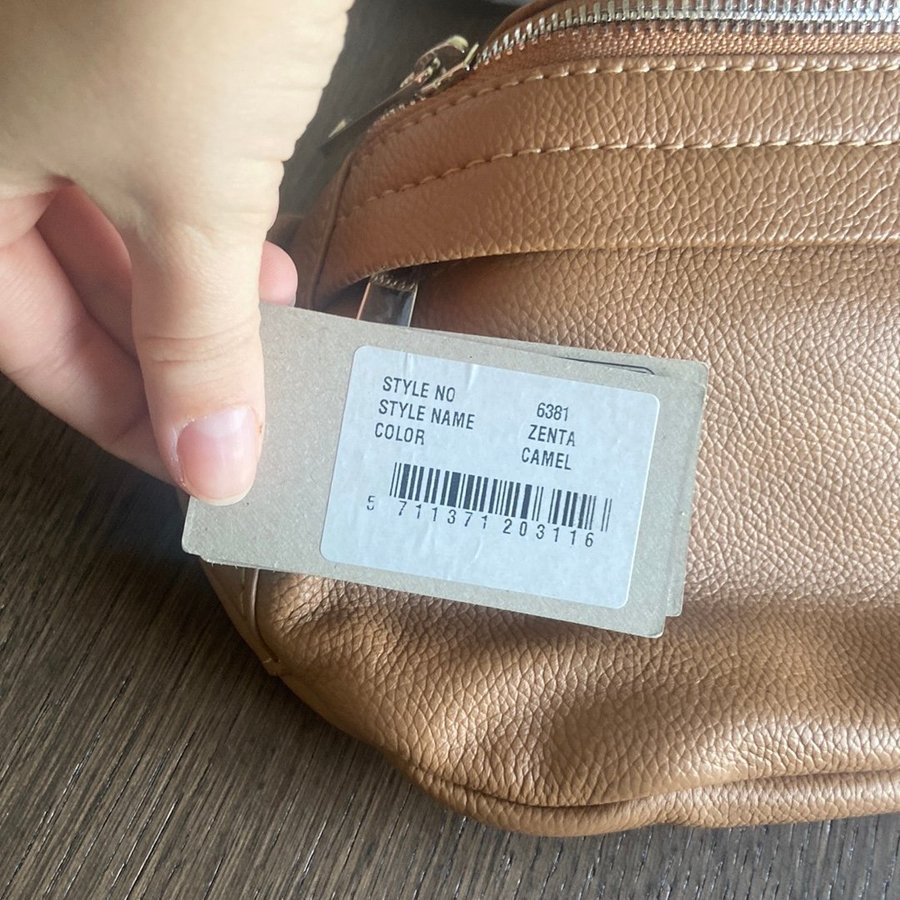 STYLE NO 6381
STYLE NAME ZENTA
COLOR CAMEL
5 711371 203116